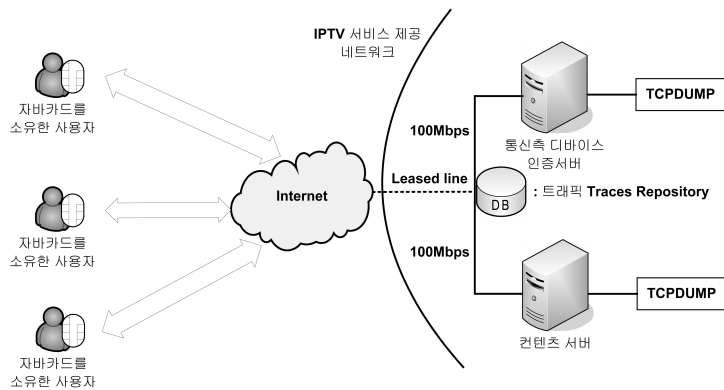 IPTV 서비스 제공
네트워크
자바카드를
소유한 사용자
자바카드를
소유한 사용자
자바카드를
소유한 사용자
Internet
100Mbps
Leased line
100Mbps
통신측 디바이스
인증서버
TCPDUMP
DB
: 트래픽 Traces Repository
컨텐츠 서버
TCPDUMP